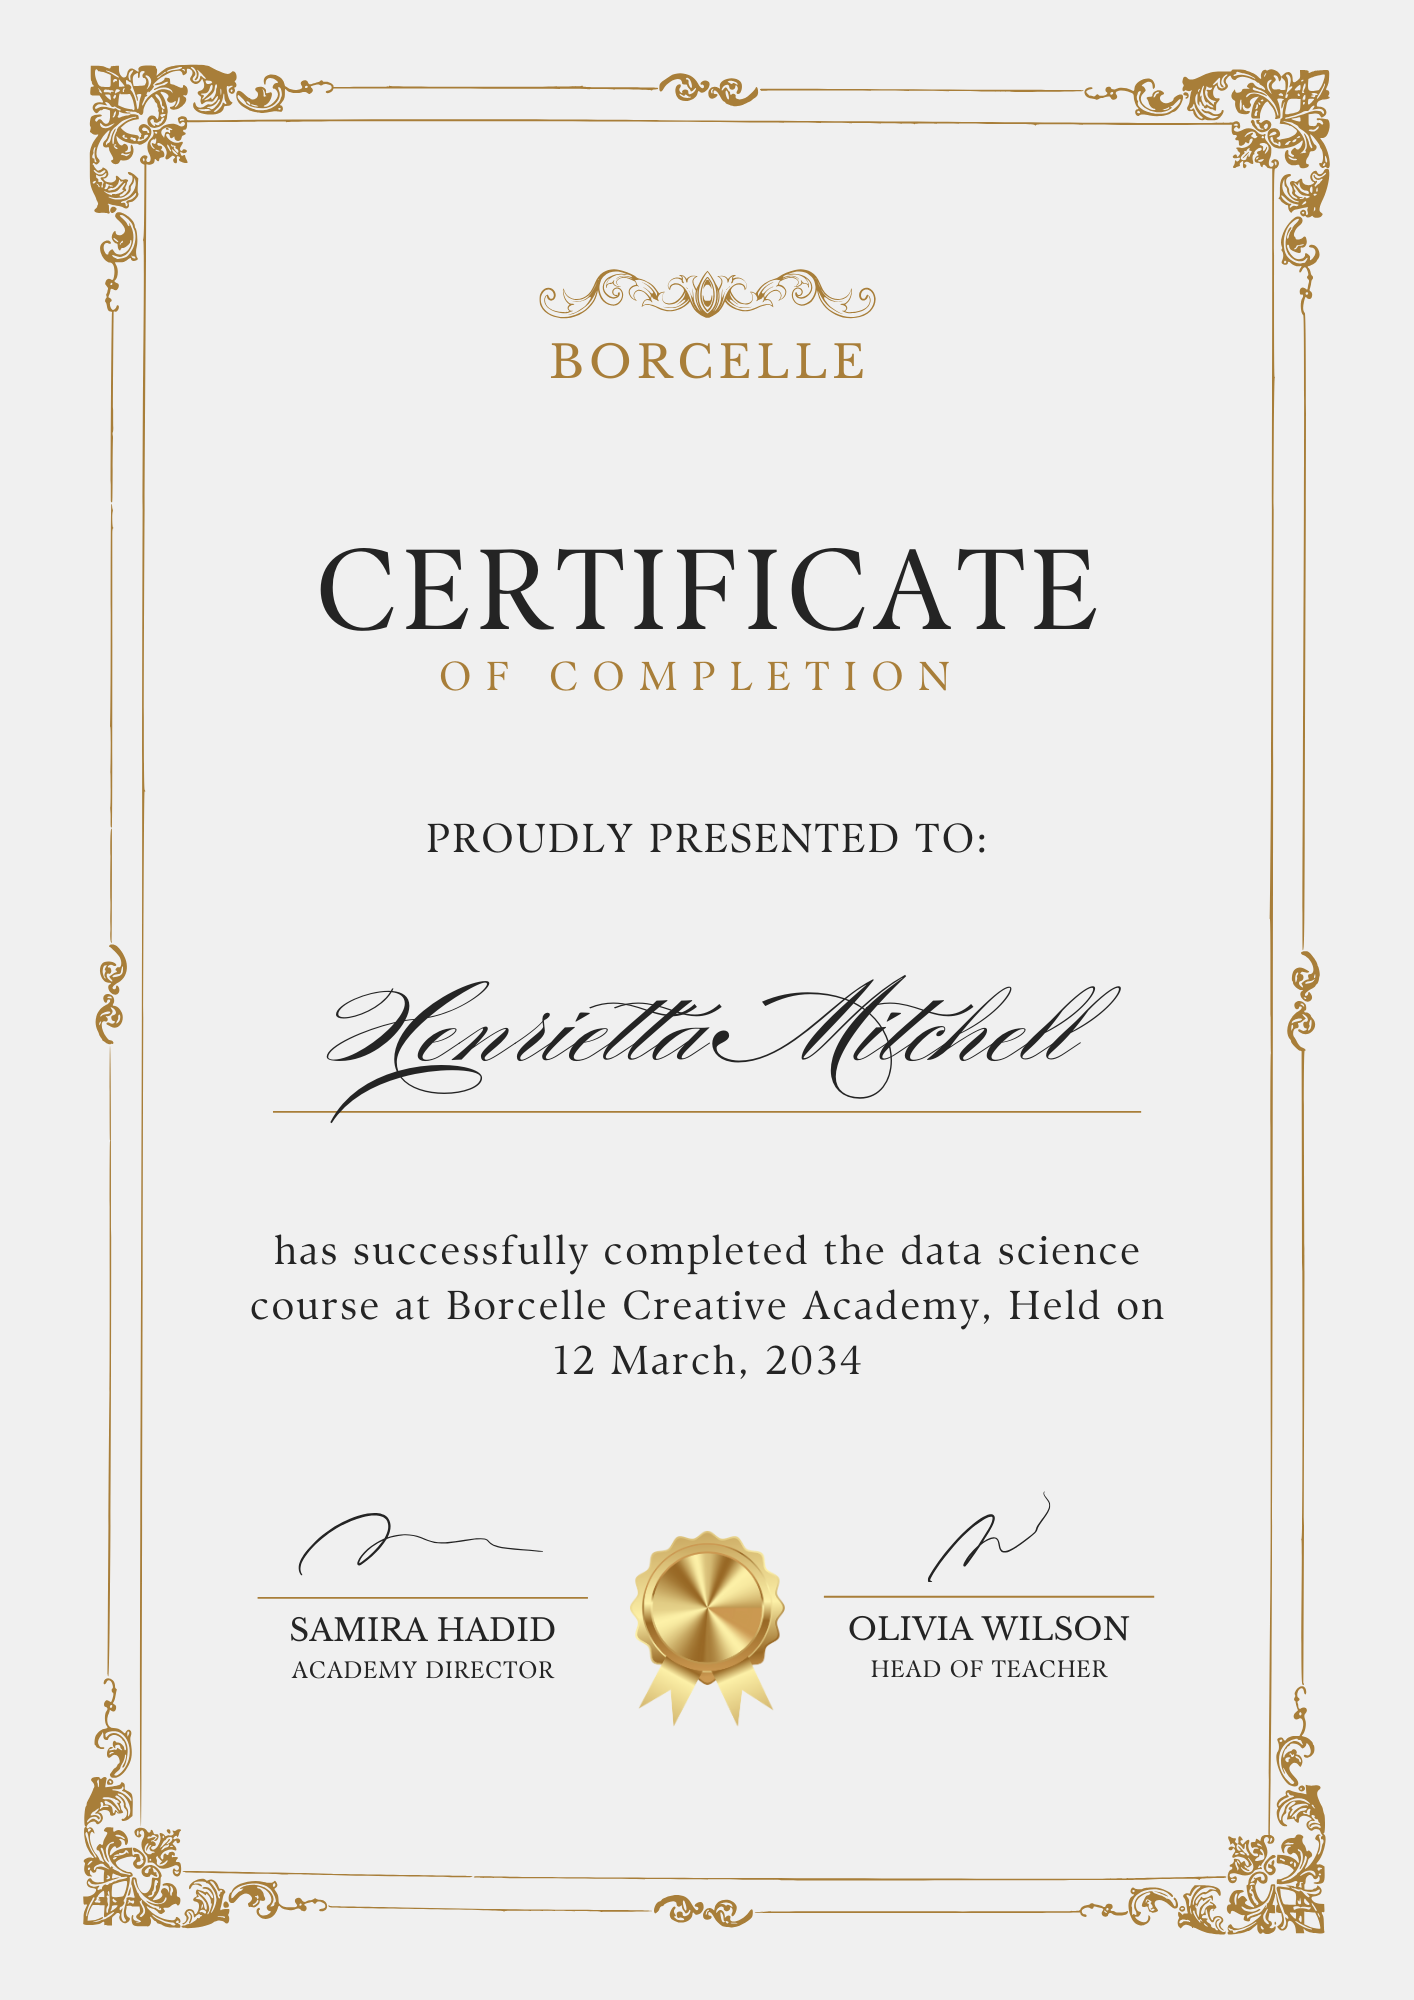 BORCELLE
CERTIFICATE
OF COMPLETION
PROUDLY PRESENTED TO:
Henrietta Mitchell
has successfully completed the data science
course at Borcelle Creative Academy, Held on
12 March, 2034
SAMIRA HADID
ACADEMY DIRECTOR
OLIVIA WILSON
HEAD OF TEACHER